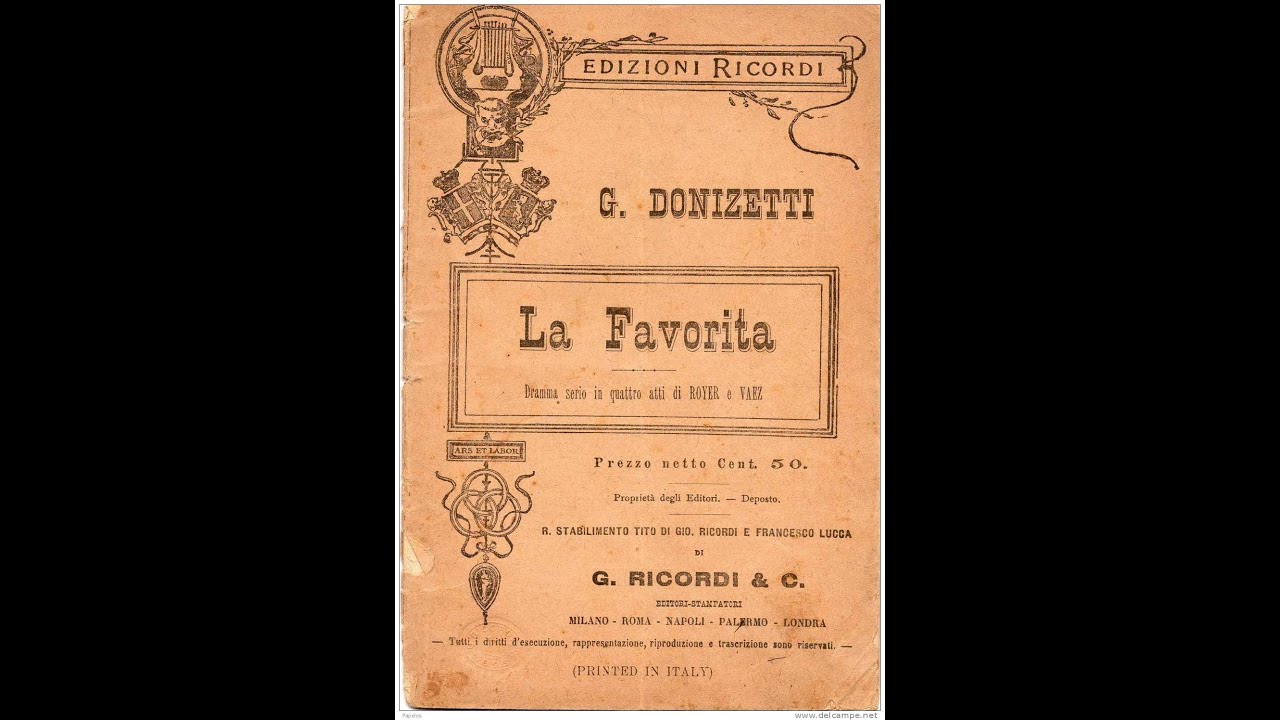 EDIZIONI RICORDI
G. DONIZETTI
La Favorita
Dramma serio in quattro atti di ROYER e VAEZ
ARS ET LABOR
Prezzo netto Cent. 50.
Proprietà degli Editori. — Deposto.
R. STABILIMENTO TITO DI GIO. RICORDI E FRANCESCO LUCCA
DI
G. RICORDI & C.
EDITORI-STAMPATORI
MILANO - ROMA - NAPOLI - PALERMO - LONDRA
— Tutti i diritti d'esecuzione, rappresentazione, riproduzione e trascrizione sono riservati. —
(PRINTED IN ITALY)
Papelos
www.delcampe.net